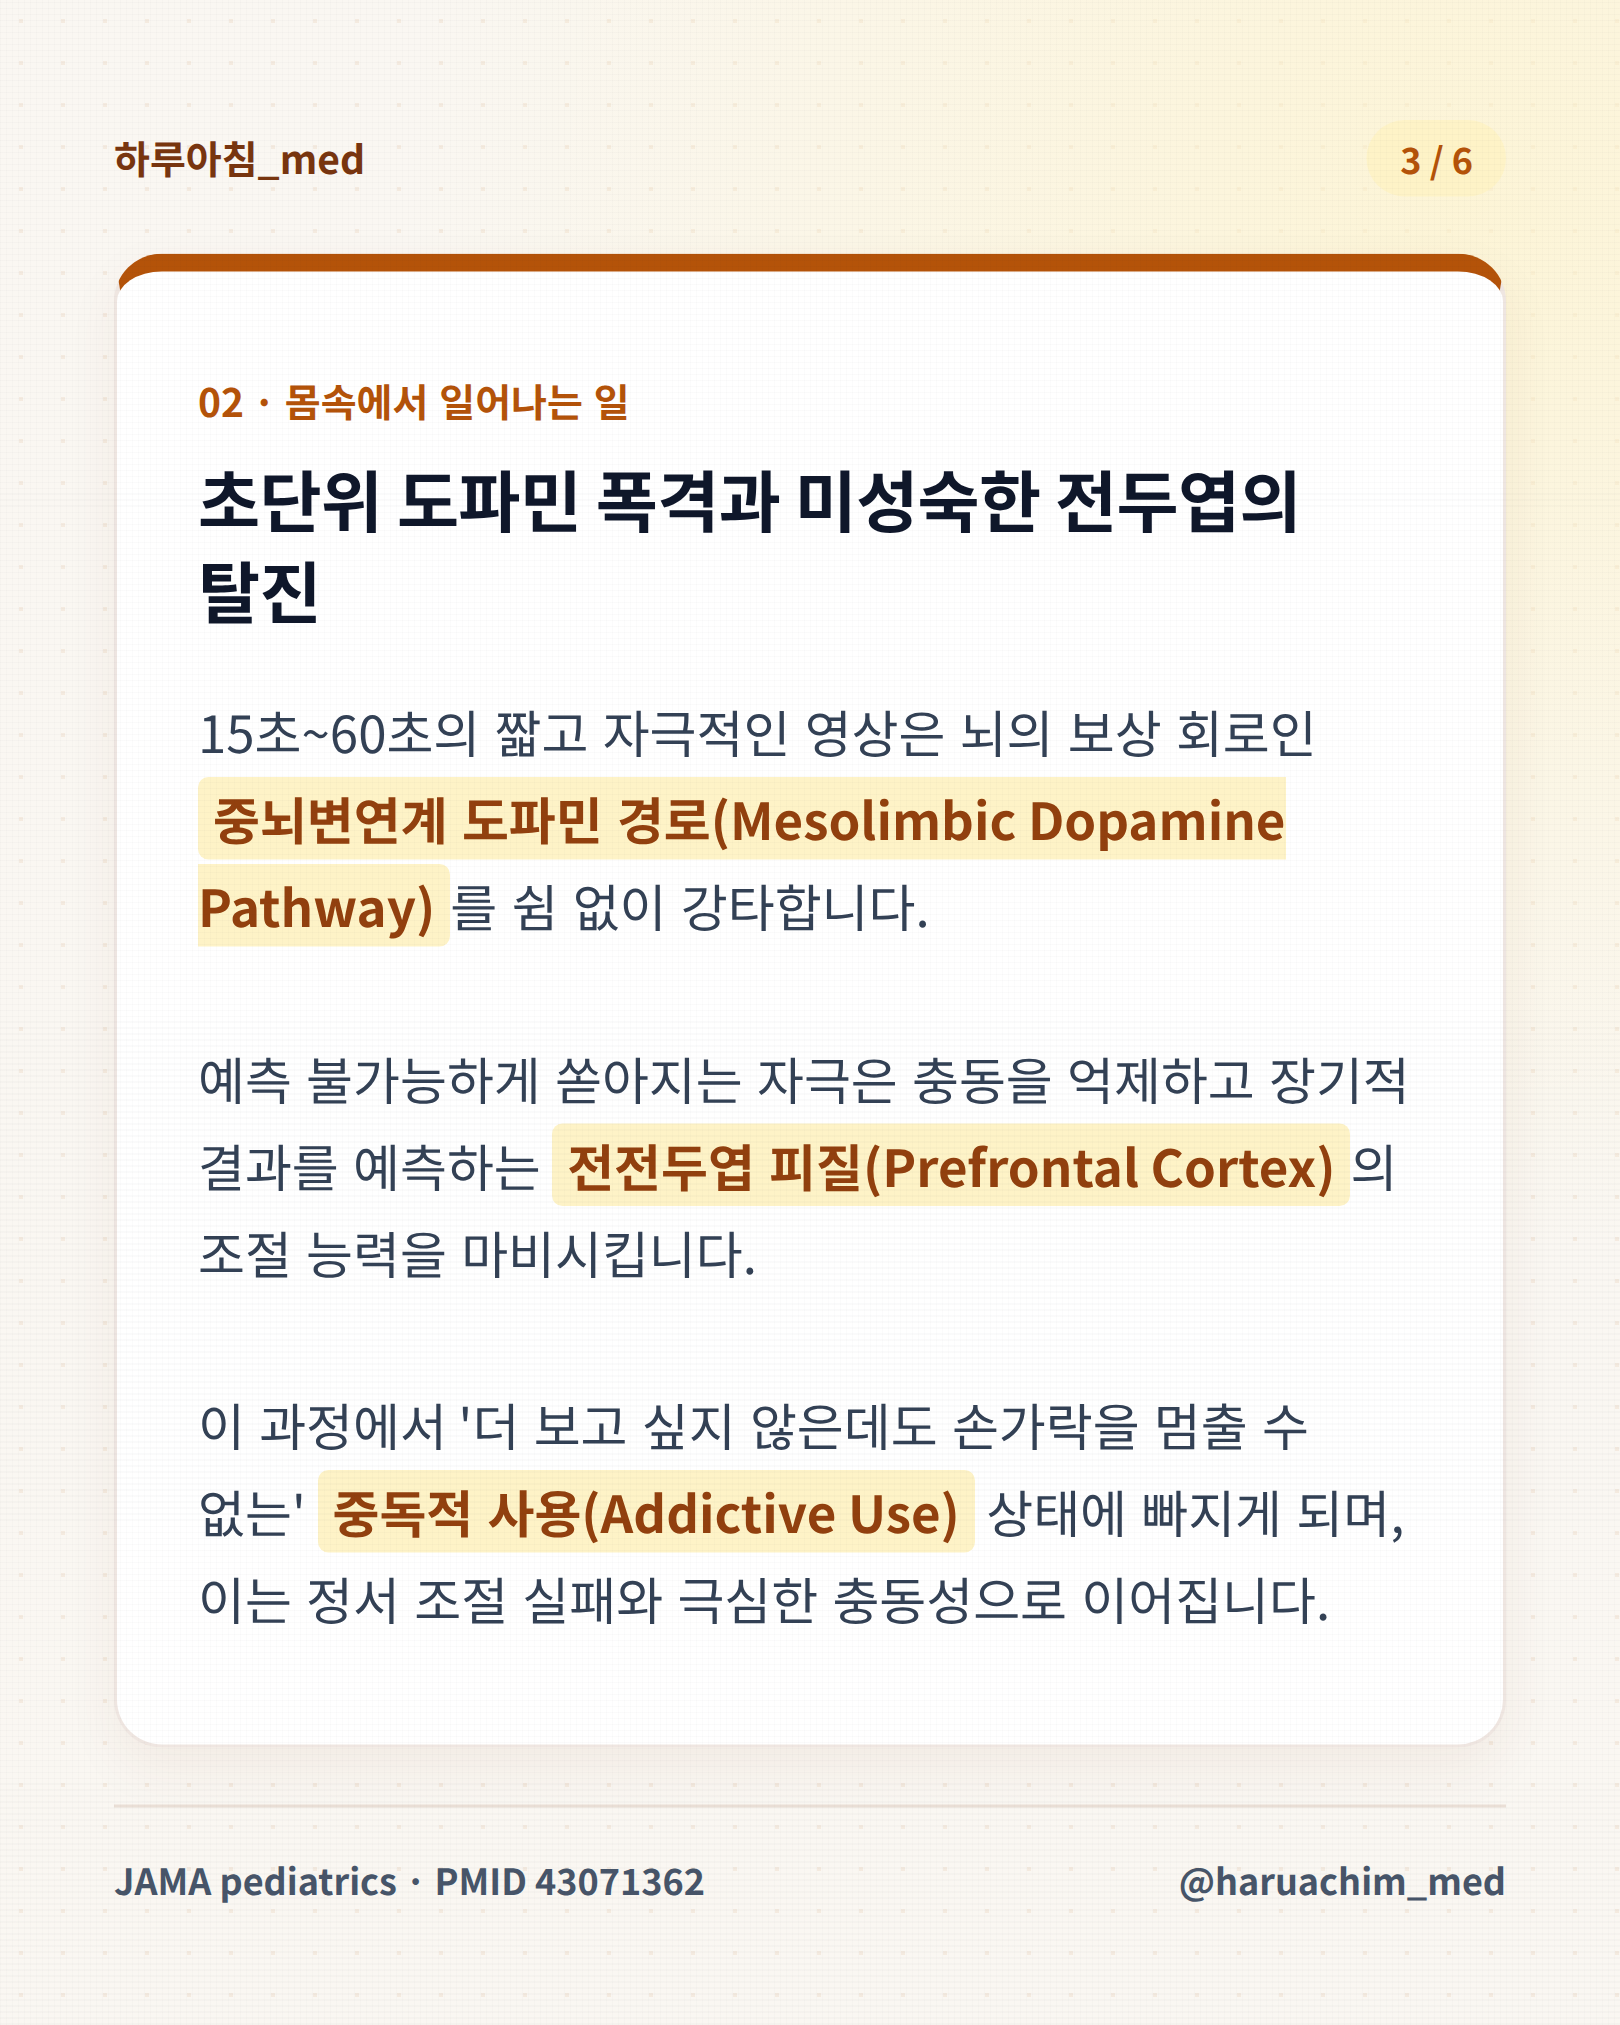 하루아침_med
3 / 6
02 · 몸속에서 일어나는 일
초단위 도파민 폭격과 미성숙한 전두엽의
탈진
15초~60초의 짧고 자극적인 영상은 뇌의 보상 회로인
중뇌변연계 도파민 경로(Mesolimbic Dopamine
Pathway)를 쉼 없이 강타합니다.
예측 불가능하게 쏟아지는 자극은 충동을 억제하고 장기적
결과를 예측하는 전전두엽 피질(Prefrontal Cortex)의
조절 능력을 마비시킵니다.
이 과정에서 '더 보고 싶지 않은데도 손가락을 멈출 수
없는' 중독적 사용(Addictive Use) 상태에 빠지게 되며,
이는 정서 조절 실패와 극심한 충동성으로 이어집니다.
JAMA pediatrics · PMID 43071362
@haruachim_med